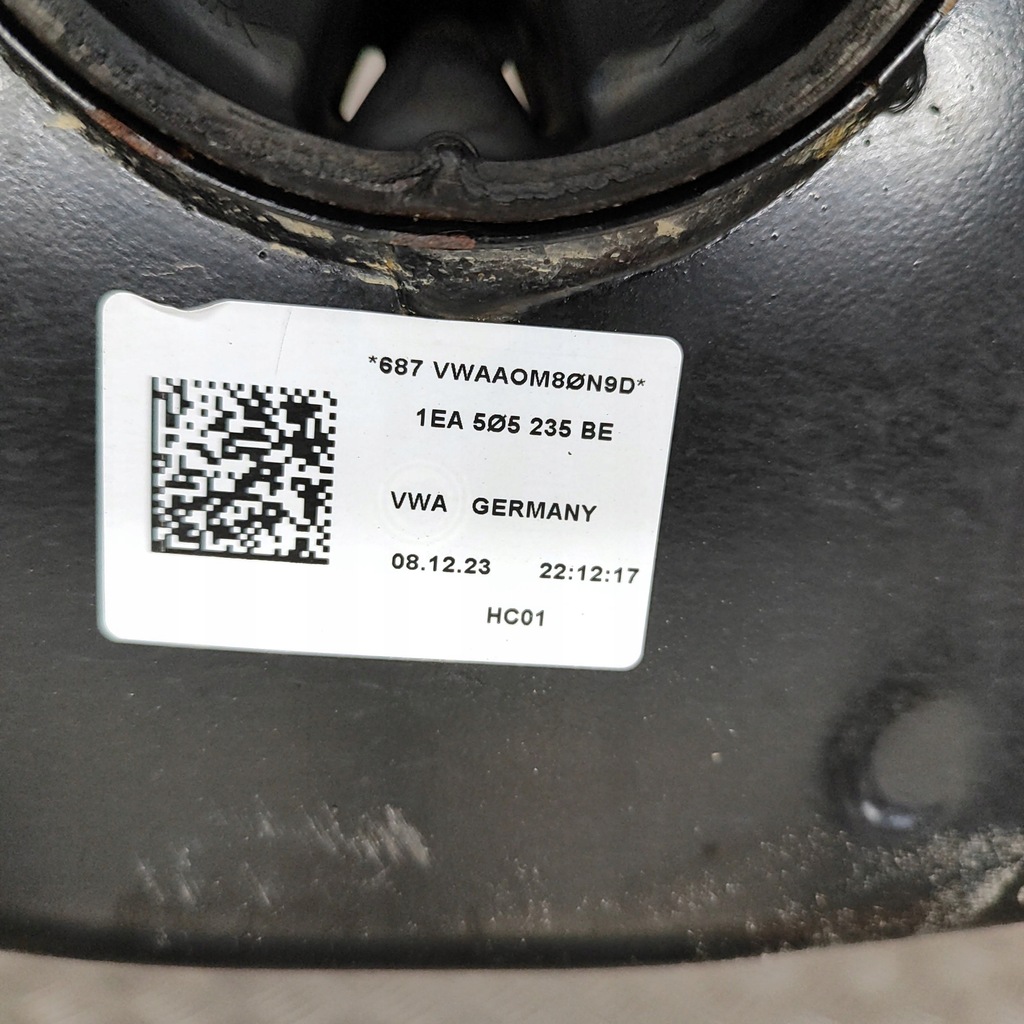 *687 VWAAOM8ØN9D*
1EA 5Ø5 235 BE
VWA GERMANY
08.12.23 22:12:17
HC01